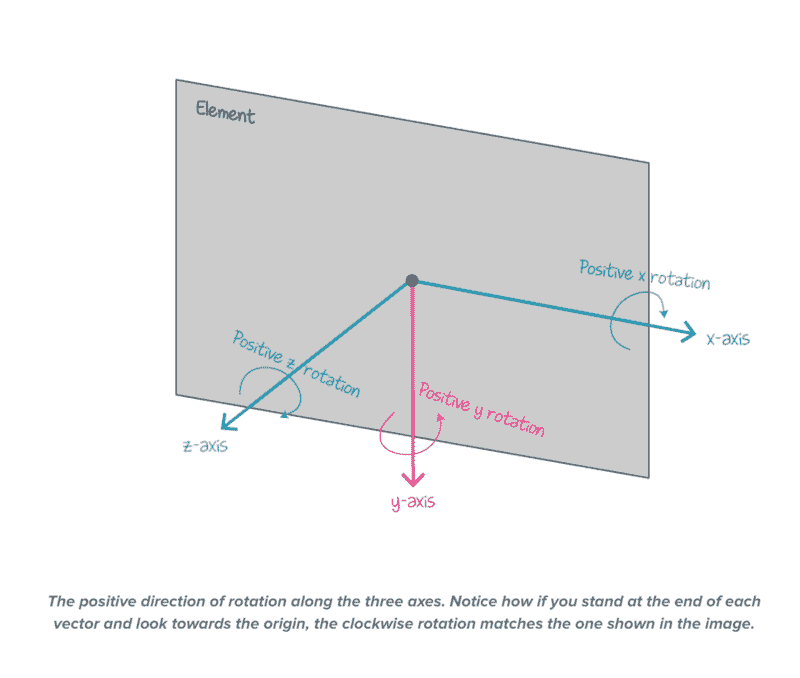 Element
Positive x rotation
x-axis
Positive z rotation
z-axis
Positive y rotation
y-axis
The positive direction of rotation along the three axes. Notice how if you stand at the end of each
vector and look towards the origin, the clockwise rotation matches the one shown in the image.